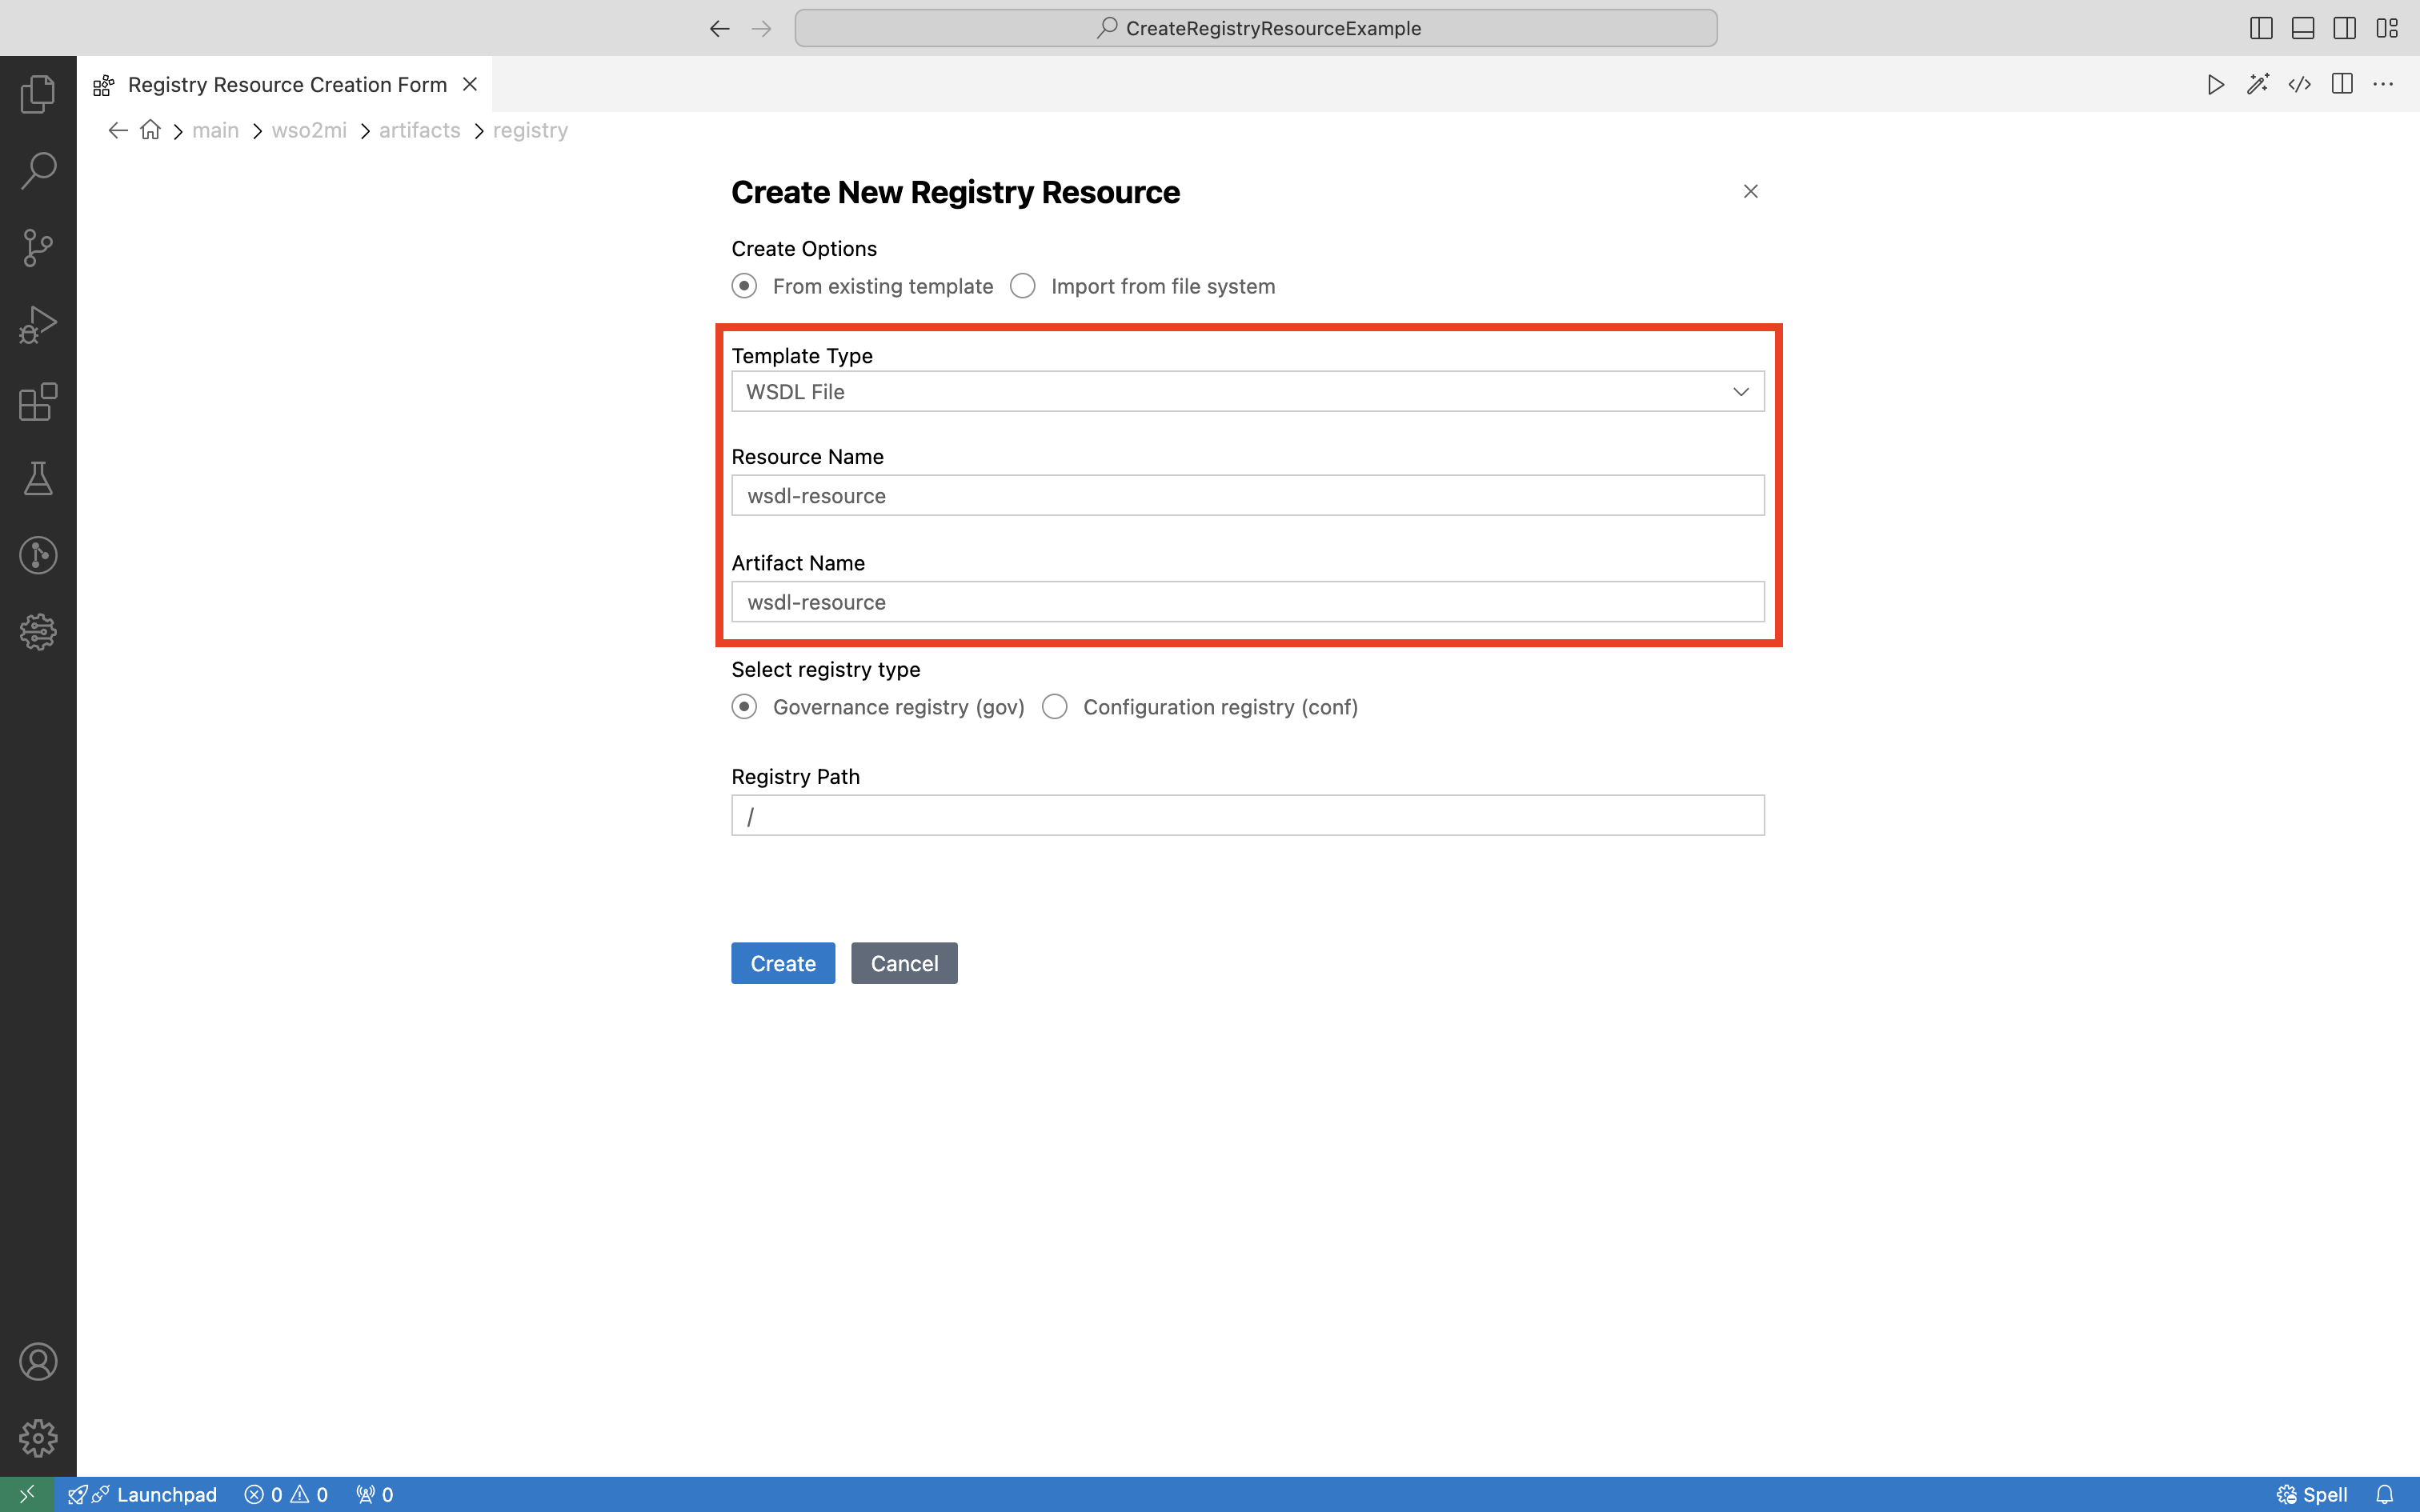 CreateRegistryResourceExample
Registry Resource Creation Form
main wso2mi artifacts registry
Create New Registry Resource
Create Options
From existing template Import from file system
Template Type
WSDL File
Resource Name
wsdl-resource
Artifact Name
wsdl-resource
Select registry type
Governance registry (gov) Configuration registry (conf)
Registry Path
/
Create Cancel
Launchpad 0 0 0 Spell